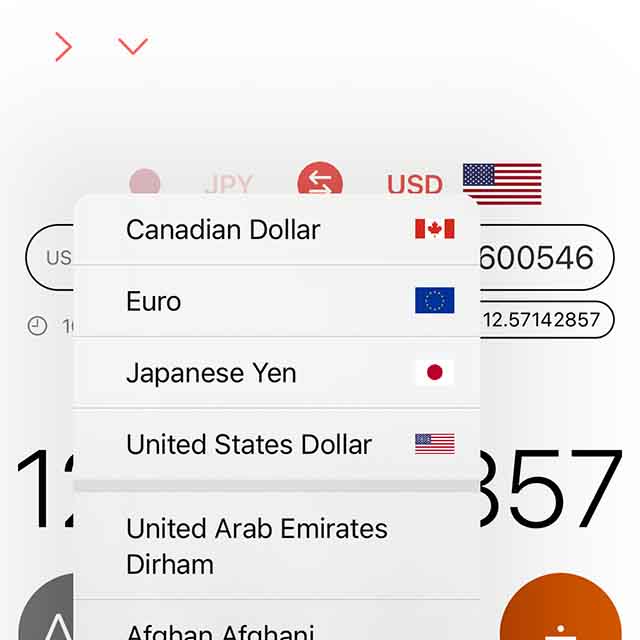 JPY USD
Canadian Dollar
US 600546
Euro
12.57142857
Japanese Yen
United States Dollar
12 857
United Arab Emirates
Dirham
Afghan Afghani